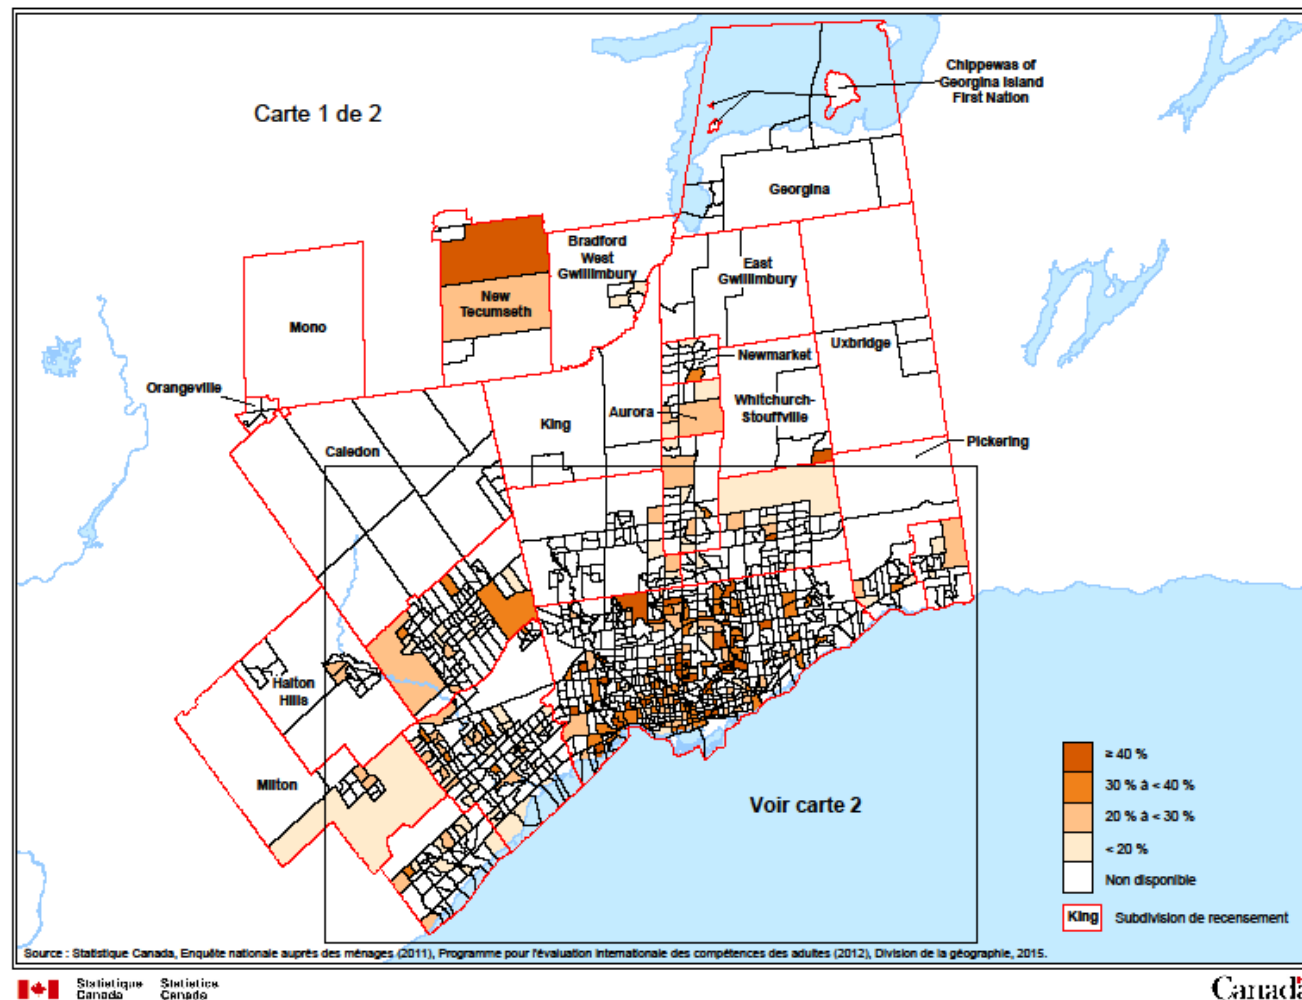 Carte 1 de 2
Chippewas of
Georgina Island
First Nation
Georgina
Bradford
West
Gwillimbury
East
Gwillimbury
New
Tecumseth
Mono
Uxbridge
Newmarket
Orangeville
Aurora
Whitchurch-
Stouffville
King
Caledon
Pickering
Halton
Hills
Milton
Voir carte 2
≥ 40 %
30 % à < 40 %
20 % à < 30 %
< 20 %
Non disponible
King Subdivision de recensement
Source : Statistique Canada, Enquête nationale auprès des ménages (2011), Programme pour l'évaluation internationale des compétences des adultes (2012), Division de la géographie, 2015.
Statistique Statistics
Canada Canada
Canada